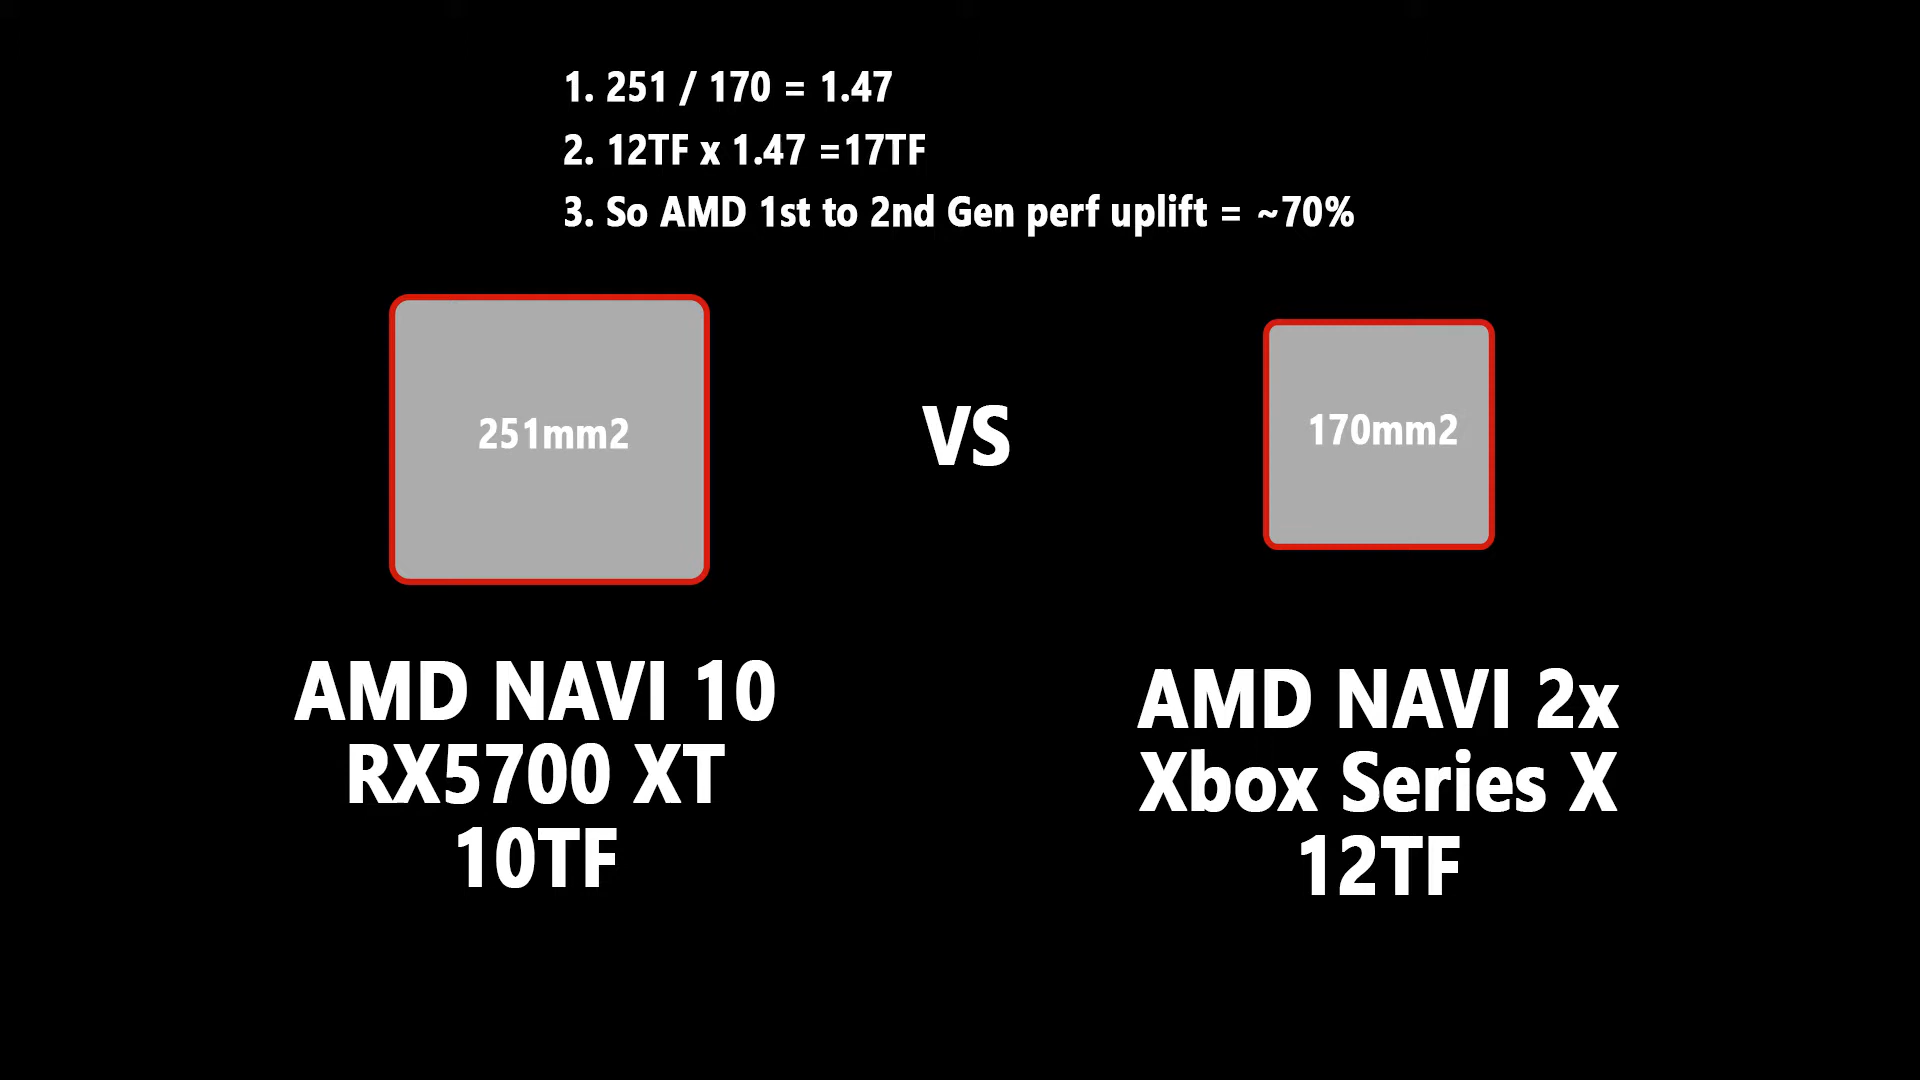 1. 251 / 170 = 1.47
2. 12TF x 1.47 =17TF
3. So AMD 1st to 2nd Gen perf uplift = ~70%
251mm2
VS
170mm2
AMD NAVI 10
RX5700 XT
10TF
AMD NAVI 2x
Xbox Series X
12TF